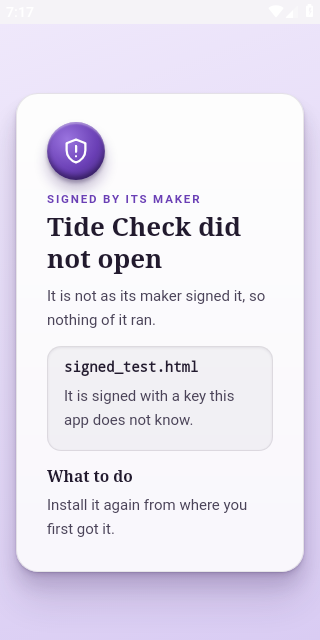 7:17
SIGNED BY ITS MAKER
Tide Check did
not open
It is not as its maker signed it, so
nothing of it ran.
signed_test.html
It is signed with a key this
app does not know.
What to do
Install it again from where you
first got it.